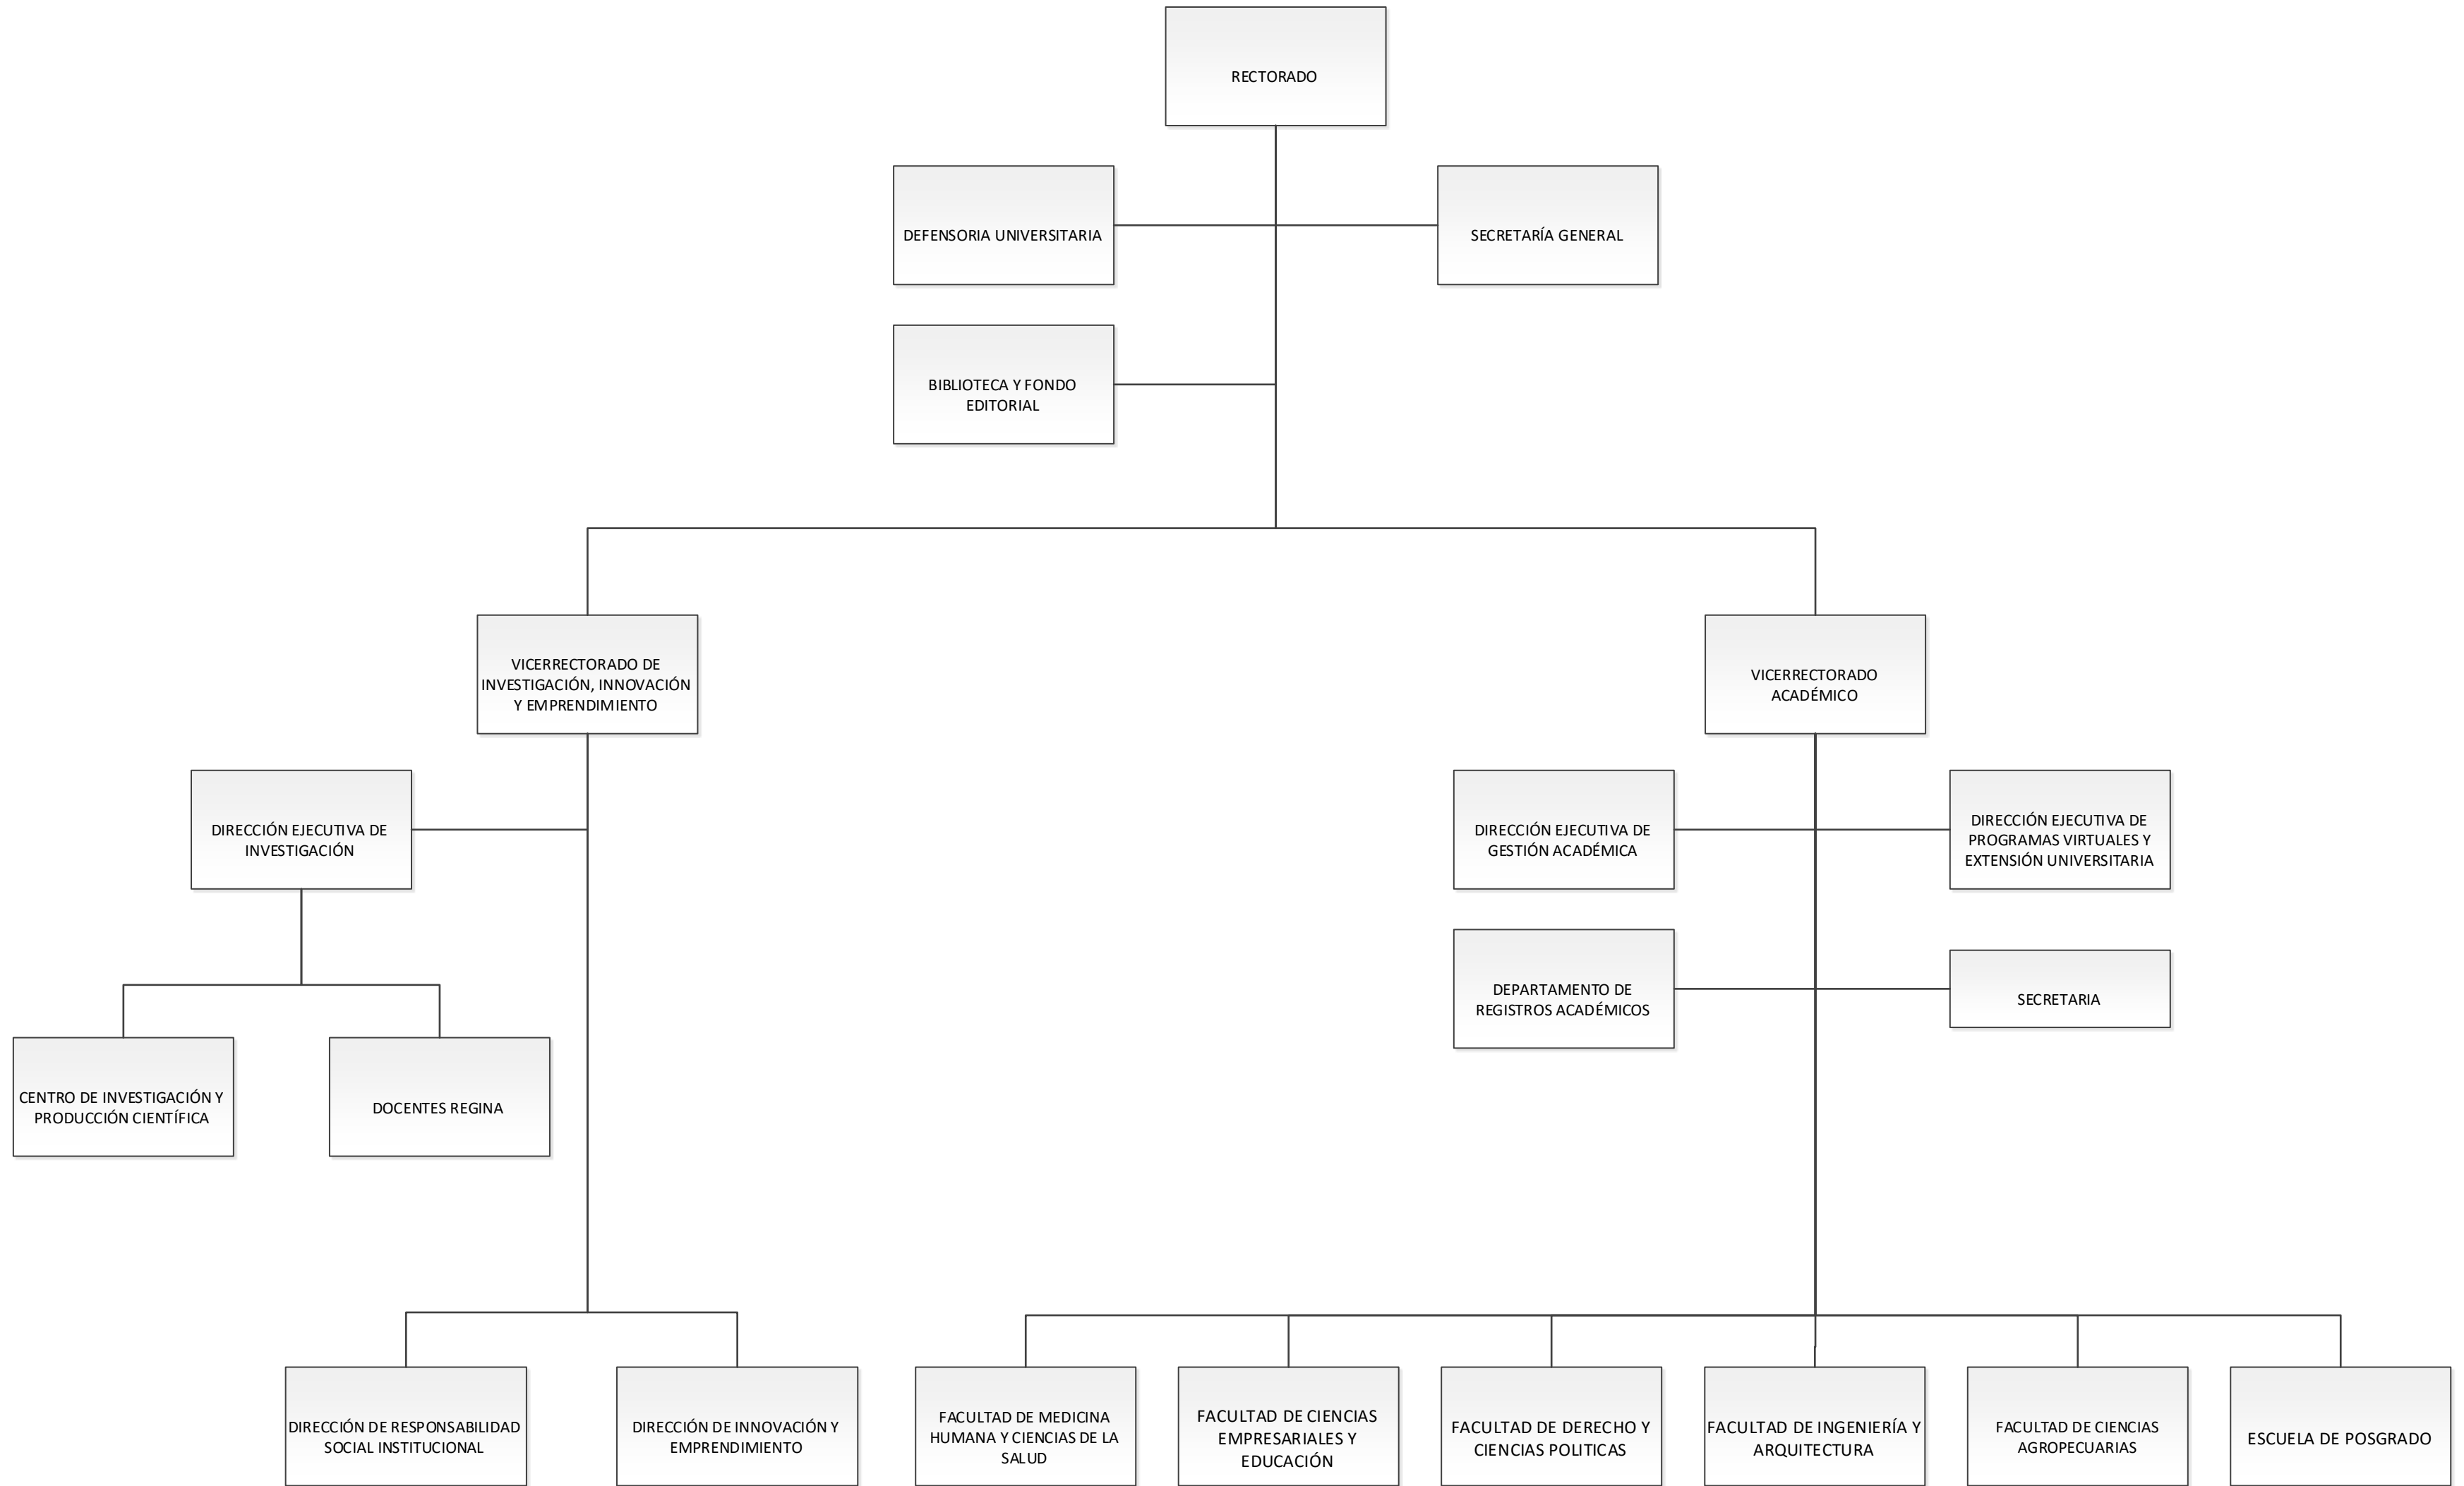 RECTORADO
DEFENSORIA UNIVERSITARIA
SECRETARÍA GENERAL
BIBLIOTECA Y FONDO
EDITORIAL
VICERRECTORADO DE
INVESTIGACIÓN, INNOVACIÓN
Y EMPRENDIMIENTO
VICERRECTORADO
ACADÉMICO
DIRECCIÓN EJECUTIVA DE
INVESTIGACIÓN
DIRECCIÓN EJECUTIVA DE
GESTIÓN ACADÉMICA
DIRECCIÓN EJECUTIVA DE
PROGRAMAS VIRTUALES Y
EXTENSIÓN UNIVERSITARIA
DEPARTAMENTO DE
REGISTROS ACADÉMICOS
SECRETARIA
CENTRO DE INVESTIGACIÓN Y
PRODUCCIÓN CIENTÍFICA
DOCENTES REGINA
DIRECCIÓN DE RESPONSABILIDAD
SOCIAL INSTITUCIONAL
DIRECCIÓN DE INNOVACIÓN Y
EMPRENDIMIENTO
FACULTAD DE MEDICINA
HUMANA Y CIENCIAS DE LA
SALUD
FACULTAD DE CIENCIAS
EMPRESARIALES Y
EDUCACIÓN
FACULTAD DE DERECHO Y
CIENCIAS POLITICAS
FACULTAD DE INGENIERÍA Y
ARQUITECTURA
FACULTAD DE CIENCIAS
AGROPECUARIAS
ESCUELA DE POSGRADO